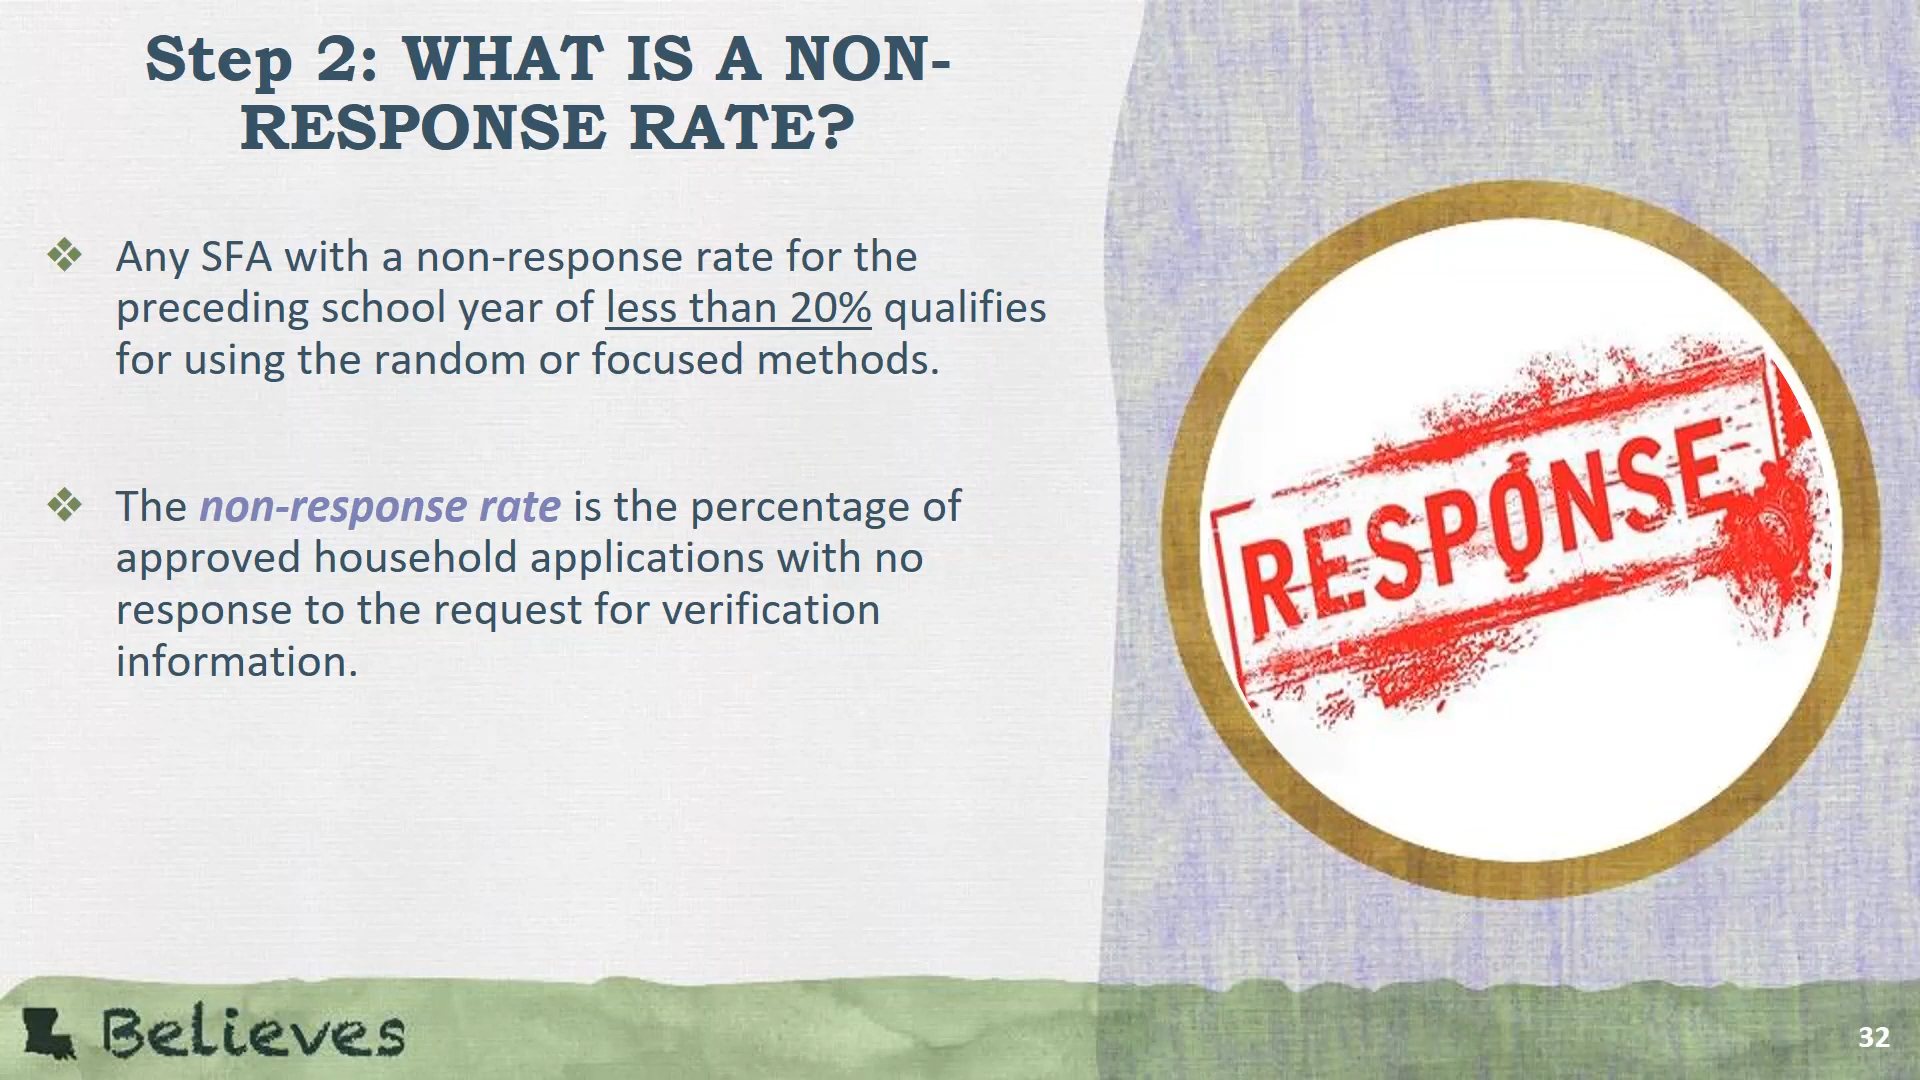 Step 2: WHAT IS A NON-
RESPONSE RATE?
❖ Any SFA with a non-response rate for the
preceding school year of less than 20% qualifies
for using the random or focused methods.
❖ The non-response rate is the percentage of
approved household applications with no
response to the request for verification
information.
RESPONSE
Believes
32